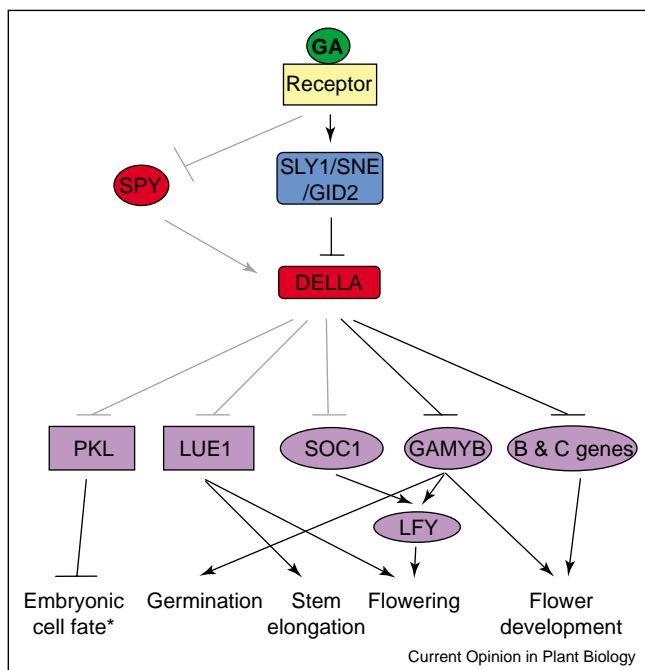 GA
Receptor
SPY
SLY1/SNE
/GID2
DELLA
PKL
LUE1
SOC1
GAMYB
B & C genes
LFY
Embryonic
cell fate*
Germination
Stem
elongation
Flowering
Flower
development
Current Opinion in Plant Biology